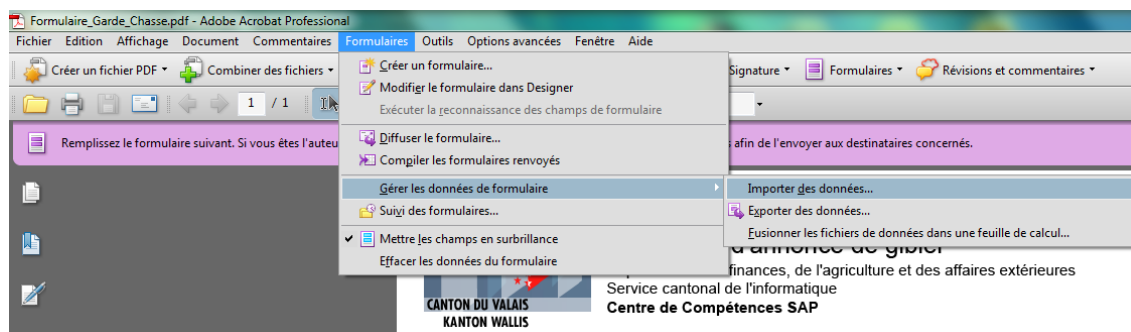 Formulaire_Garde_Chasse.pdf - Adobe Acrobat Professional
Fichier Edition Affichage Document Commentaires Formulaires Outils Options avancées Fenêtre Aide
Créer un fichier PDF Combiner des fichiers Signature Formulaires Révisions et commentaires
1 / 1
Créer un formulaire...
Modifier le formulaire dans Designer
Exécuter la reconnaissance des champs de formulaire
Remplissez le formulaire suivant. Si vous êtes l'auteu
s afin de l'envoyer aux destinataires concernés.
Diffuser le formulaire...
Compiler les formulaires renvoyés
Gérer les données de formulaire
Suivi des formulaires...
Mettre les champs en surbrillance
Effacer les données du formulaire
Importer des données...
Exporter des données...
Fusionner les fichiers de données dans une feuille de calcul...
d'annonce de gibier
finances, de l'agriculture et des affaires extérieures
Service cantonal de l'informatique
Centre de Compétences SAP
CANTON DU VALAIS
KANTON WALLIS